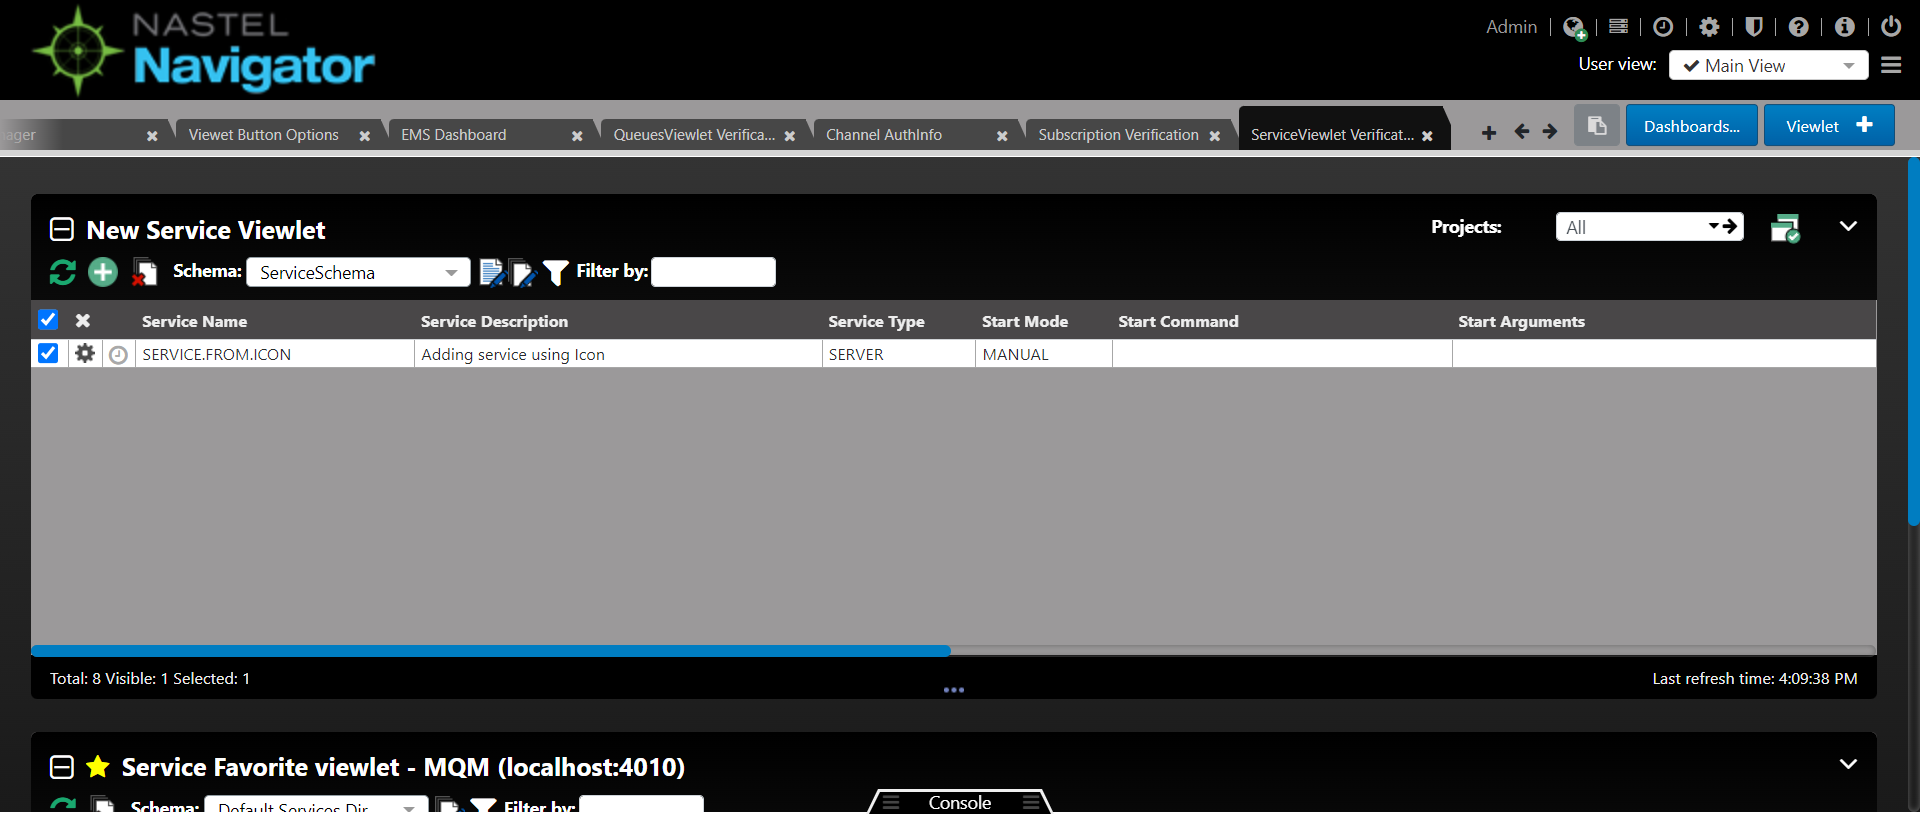 NASTEL
Navigator
Admin
User view: Main View
ager
Viewet Button Options
EMS Dashboard
QueuesViewlet Verifica...
Channel AuthInfo
Subscription Verification
ServiceViewlet Verificat...
Dashboards...
Viewlet
New Service Viewlet
Projects: All
Schema: ServiceSchema Filter by:
Service Name Service Description Service Type Start Mode Start Command Start Arguments
SERVICE.FROM.ICON Adding service using Icon SERVER MANUAL
Total: 8 Visible: 1 Selected: 1
Last refresh time: 4:09:38 PM
Service Favorite viewlet - MQM (localhost:4010)
Schema: Default Services Dir Filter by:
Console